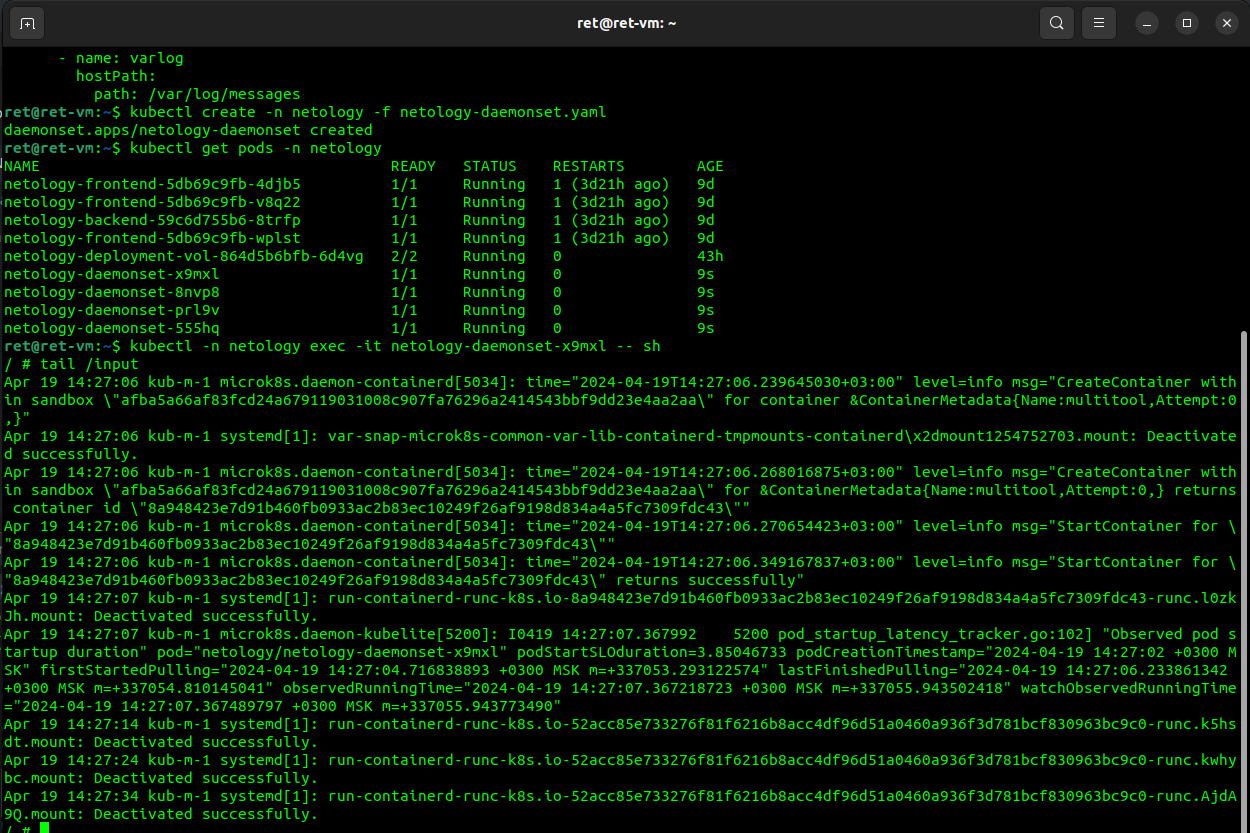 ret@ret-vm: ~
      - name: varlog
        hostPath:
          path: /var/log/messages
ret@ret-vm:~$ kubectl create -n netology -f netology-daemonset.yaml
daemonset.apps/netology-daemonset created
ret@ret-vm:~$ kubectl get pods -n netology
NAME                                       READY   STATUS    RESTARTS        AGE
netology-frontend-5db69c9fb-4djb5          1/1     Running   1 (3d21h ago)   9d
netology-frontend-5db69c9fb-v8q22          1/1     Running   1 (3d21h ago)   9d
netology-backend-59c6d755b6-8trfp          1/1     Running   1 (3d21h ago)   9d
netology-frontend-5db69c9fb-wplst          1/1     Running   1 (3d21h ago)   9d
netology-deployment-vol-864d5b6bfb-6d4vg   2/2     Running   0               43h
netology-daemonset-x9mxl                   1/1     Running   0               9s
netology-daemonset-8nvp8                   1/1     Running   0               9s
netology-daemonset-prl9v                   1/1     Running   0               9s
netology-daemonset-555hq                   1/1     Running   0               9s
ret@ret-vm:~$ kubectl -n netology exec -it netology-daemonset-x9mxl -- sh
/ # tail /input
Apr 19 14:27:06 kub-m-1 microk8s.daemon-containerd[5034]: time="2024-04-19T14:27:06.239645030+03:00" level=info msg="CreateContainer with
in sandbox \"afba5a66af83fcd24a679119031008c907fa76296a2414543bbf9dd23e4aa2aa\" for container &ContainerMetadata{Name:multitool,Attempt:0
,}"
Apr 19 14:27:06 kub-m-1 systemd[1]: var-snap-microk8s-common-var-lib-containerd-tmpmounts-containerd\x2dmount1254752703.mount: Deactivate
d successfully.
Apr 19 14:27:06 kub-m-1 microk8s.daemon-containerd[5034]: time="2024-04-19T14:27:06.268016875+03:00" level=info msg="CreateContainer with
in sandbox \"afba5a66af83fcd24a679119031008c907fa76296a2414543bbf9dd23e4aa2aa\" for &ContainerMetadata{Name:multitool,Attempt:0,} returns
 container id \"8a948423e7d91b460fb0933ac2b83ec10249f26af9198d834a4a5fc7309fdc43\""
Apr 19 14:27:06 kub-m-1 microk8s.daemon-containerd[5034]: time="2024-04-19T14:27:06.270654423+03:00" level=info msg="StartContainer for \
"8a948423e7d91b460fb0933ac2b83ec10249f26af9198d834a4a5fc7309fdc43\""
Apr 19 14:27:06 kub-m-1 microk8s.daemon-containerd[5034]: time="2024-04-19T14:27:06.349167837+03:00" level=info msg="StartContainer for \
"8a948423e7d91b460fb0933ac2b83ec10249f26af9198d834a4a5fc7309fdc43\" returns successfully"
Apr 19 14:27:07 kub-m-1 systemd[1]: run-containerd-runc-k8s.io-8a948423e7d91b460fb0933ac2b83ec10249f26af9198d834a4a5fc7309fdc43-runc.l0zk
Jh.mount: Deactivated successfully.
Apr 19 14:27:07 kub-m-1 microk8s.daemon-kubelite[5200]: I0419 14:27:07.367992    5200 pod_startup_latency_tracker.go:102] "Observed pod s
tartup duration" pod="netology/netology-daemonset-x9mxl" podStartSLOduration=3.85046733 podCreationTimestamp="2024-04-19 14:27:02 +0300 M
SK" firstStartedPulling="2024-04-19 14:27:04.716838893 +0300 MSK m=+337053.293122574" lastFinishedPulling="2024-04-19 14:27:06.233861342 
+0300 MSK m=+337054.810145041" observedRunningTime="2024-04-19 14:27:07.367218723 +0300 MSK m=+337055.943502418" watchObservedRunningTime
="2024-04-19 14:27:07.367489797 +0300 MSK m=+337055.943773490"
Apr 19 14:27:14 kub-m-1 systemd[1]: run-containerd-runc-k8s.io-52acc85e733276f81f6216b8acc4df96d51a0460a936f3d781bcf830963bc9c0-runc.k5hs
dt.mount: Deactivated successfully.
Apr 19 14:27:24 kub-m-1 systemd[1]: run-containerd-runc-k8s.io-52acc85e733276f81f6216b8acc4df96d51a0460a936f3d781bcf830963bc9c0-runc.kwhy
bc.mount: Deactivated successfully.
Apr 19 14:27:34 kub-m-1 systemd[1]: run-containerd-runc-k8s.io-52acc85e733276f81f6216b8acc4df96d51a0460a936f3d781bcf830963bc9c0-runc.AjdA
9Q.mount: Deactivated successfully.
/ #